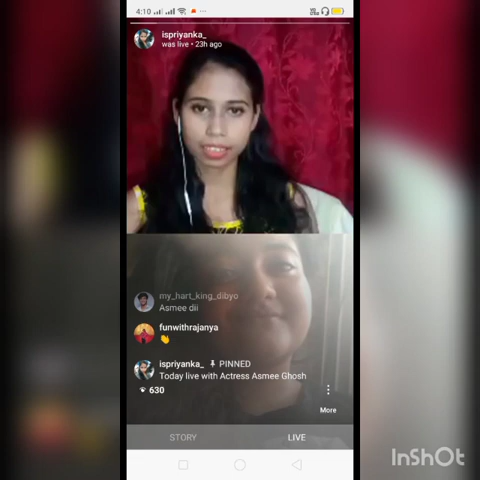 4:10
ispriyanka_
was live • 23h ago
my_hart_king_dibyo
Asmee dii
funwithrajanya
👏
ispriyanka_ PINNED
Today live with Actress Asmee Ghosh
630
More
STORY LIVE
InShOt